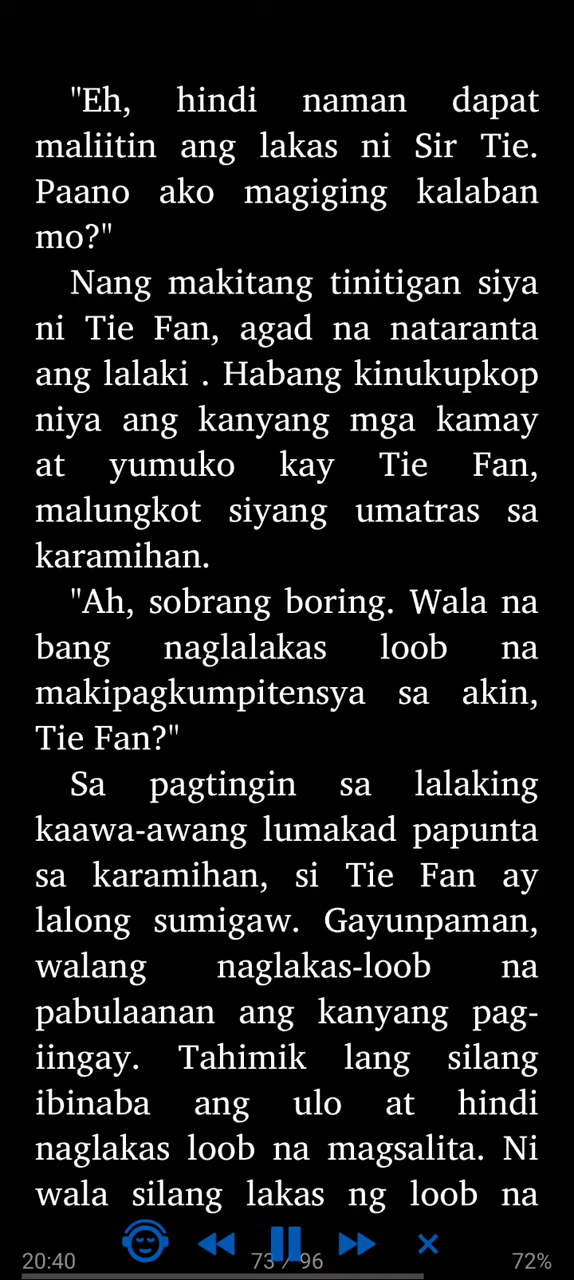 "Eh, hindi naman dapat
maliitin ang lakas ni Sir Tie.
Paano ako magiging kalaban
mo?"
Nang makitang tinitigan siya
ni Tie Fan, agad na nataranta
ang lalaki . Habang kinukupkop
niya ang kanyang mga kamay
at yumuko kay Tie Fan,
malungkot siyang umatras sa
karamihan.
"Ah, sobrang boring. Wala na
bang naglalakas loob na
makipagkumpitensya sa akin,
Tie Fan?"
Sa pagtingin sa lalaking
kaawa-awang lumakad papunta
sa karamihan, si Tie Fan ay
lalong sumigaw. Gayunpaman,
walang naglakas-loob na
pabulaanan ang kanyang pag-
iingay. Tahimik lang silang
ibinaba ang ulo at hindi
naglakas loob na magsalita. Ni
wala silang lakas ng loob na
20:40 73 / 96 72%